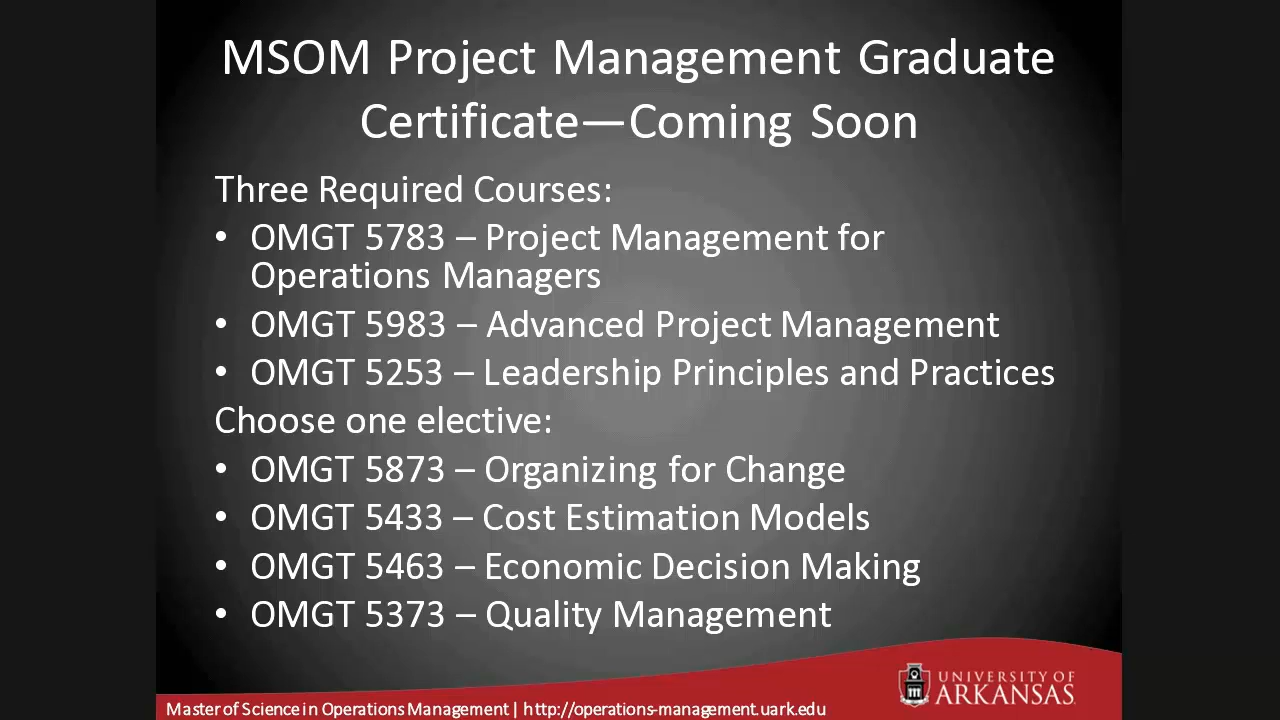 MSOM Project Management Graduate
Certificate—Coming Soon
Three Required Courses:
• OMGT 5783 – Project Management for
Operations Managers
• OMGT 5983 – Advanced Project Management
• OMGT 5253 – Leadership Principles and Practices
Choose one elective:
• OMGT 5873 – Organizing for Change
• OMGT 5433 – Cost Estimation Models
• OMGT 5463 – Economic Decision Making
• OMGT 5373 – Quality Management
UNIVERSITY OF
ARKANSAS
Master of Science in Operations Management | http://operations-management.uark.edu